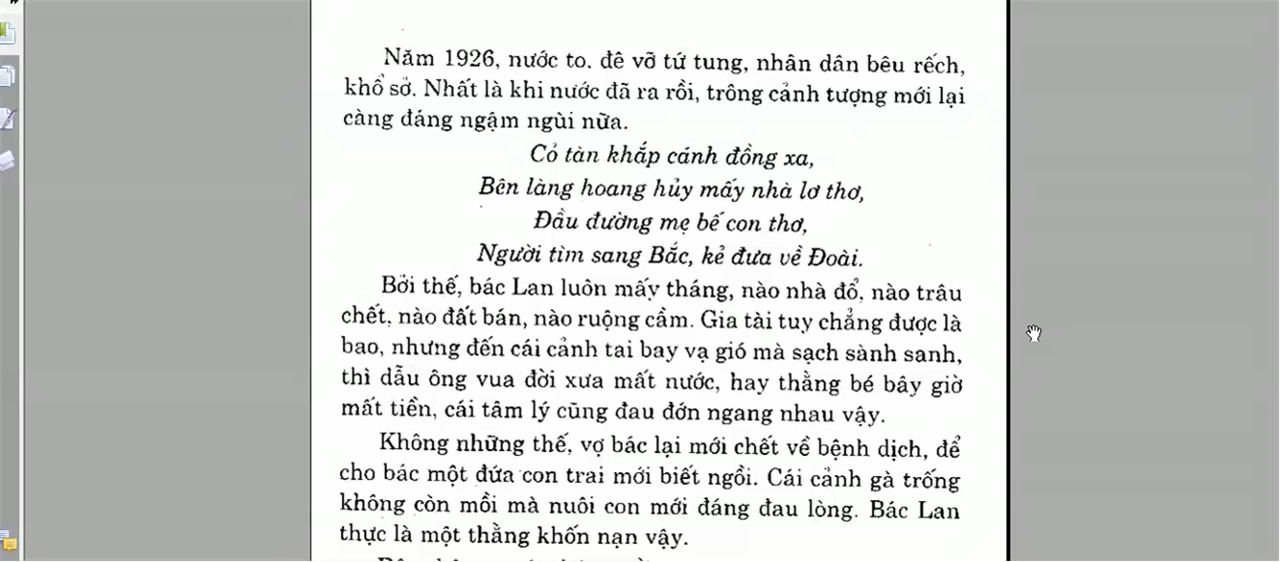 Năm 1926, nước to, đê vỡ tứ tung, nhân dân bêu rếch,
khổ sở. Nhất là khi nước đã ra rồi, trông cảnh tượng mới lại
càng đáng ngậm ngùi nữa.
Cỏ tàn khắp cánh đồng xa,
Bên làng hoang hủy mấy nhà lơ thơ,
Đầu đường mẹ bế con thơ,
Người tìm sang Bắc, kẻ đưa về Đoài.
Bởi thế, bác Lan luôn mấy tháng, nào nhà đổ, nào trâu
chết, nào đất bán, nào ruộng cầm. Gia tài tuy chẳng được là
bao, nhưng đến cái cảnh tai bay vạ gió mà sạch sành sanh,
thì dẫu ông vua đời xưa mất nước, hay thằng bé bây giờ
mất tiền, cái tâm lý cũng đau đớn ngang nhau vậy.
Không những thế, vợ bác lại mới chết về bệnh dịch, để
cho bác một đứa con trai mới biết ngồi. Cái cảnh gà trống
không còn mồi mà nuôi con mới đáng đau lòng. Bác Lan
thực là một thằng khốn nạn vậy.